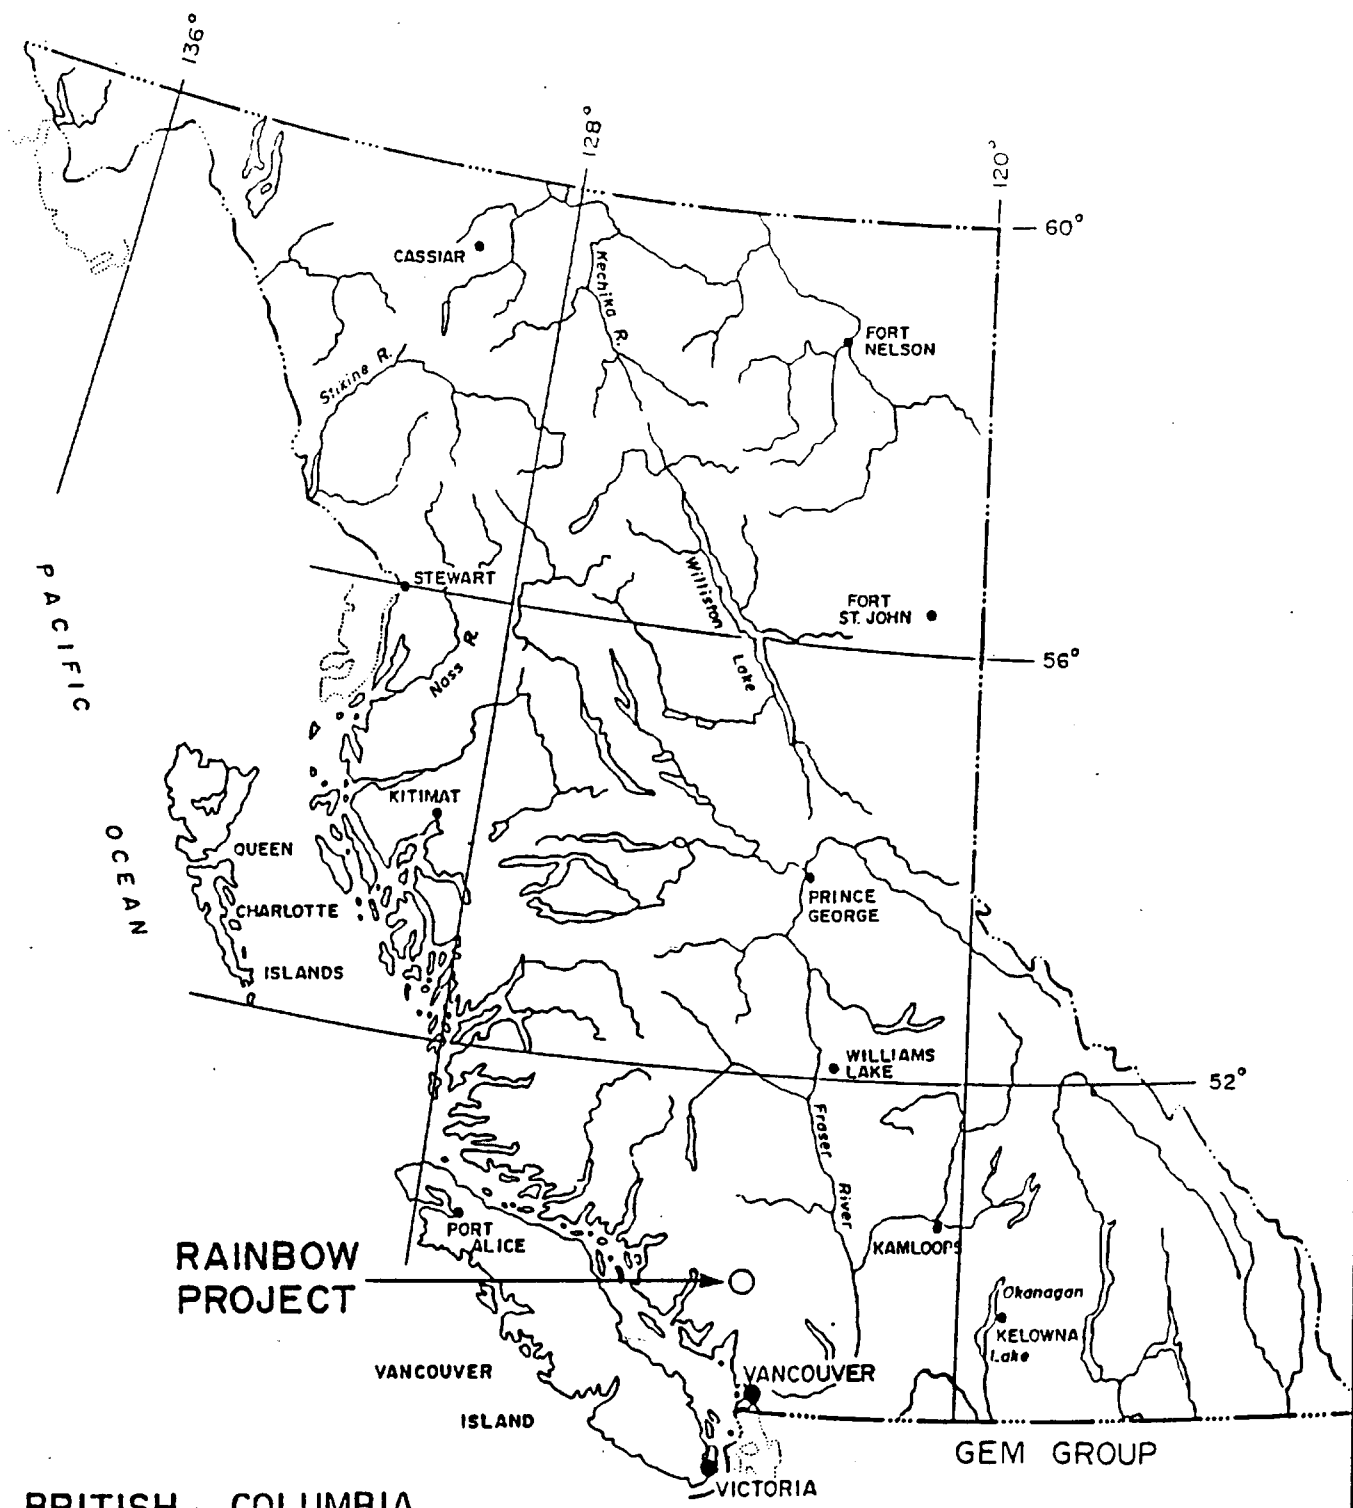 136°
128°
120°
60°
CASSIAR
Kechika R.
FORT
NELSON
Stikine R.
PACIFIC
OCEAN
STEWART
Williston
Lake
FORT
ST. JOHN
56°
Nass R.
KITIMAT
QUEEN
CHARLOTTE
ISLANDS
PRINCE
GEORGE
WILLIAMS
LAKE
52°
Fraser
River
PORT
ALICE
KAMLOOPS
RAINBOW
PROJECT
Okanagan
KELOWNA
Lake
VANCOUVER
ISLAND
VANCOUVER
GEM GROUP
VICTORIA
BRITISH COLUMBIA